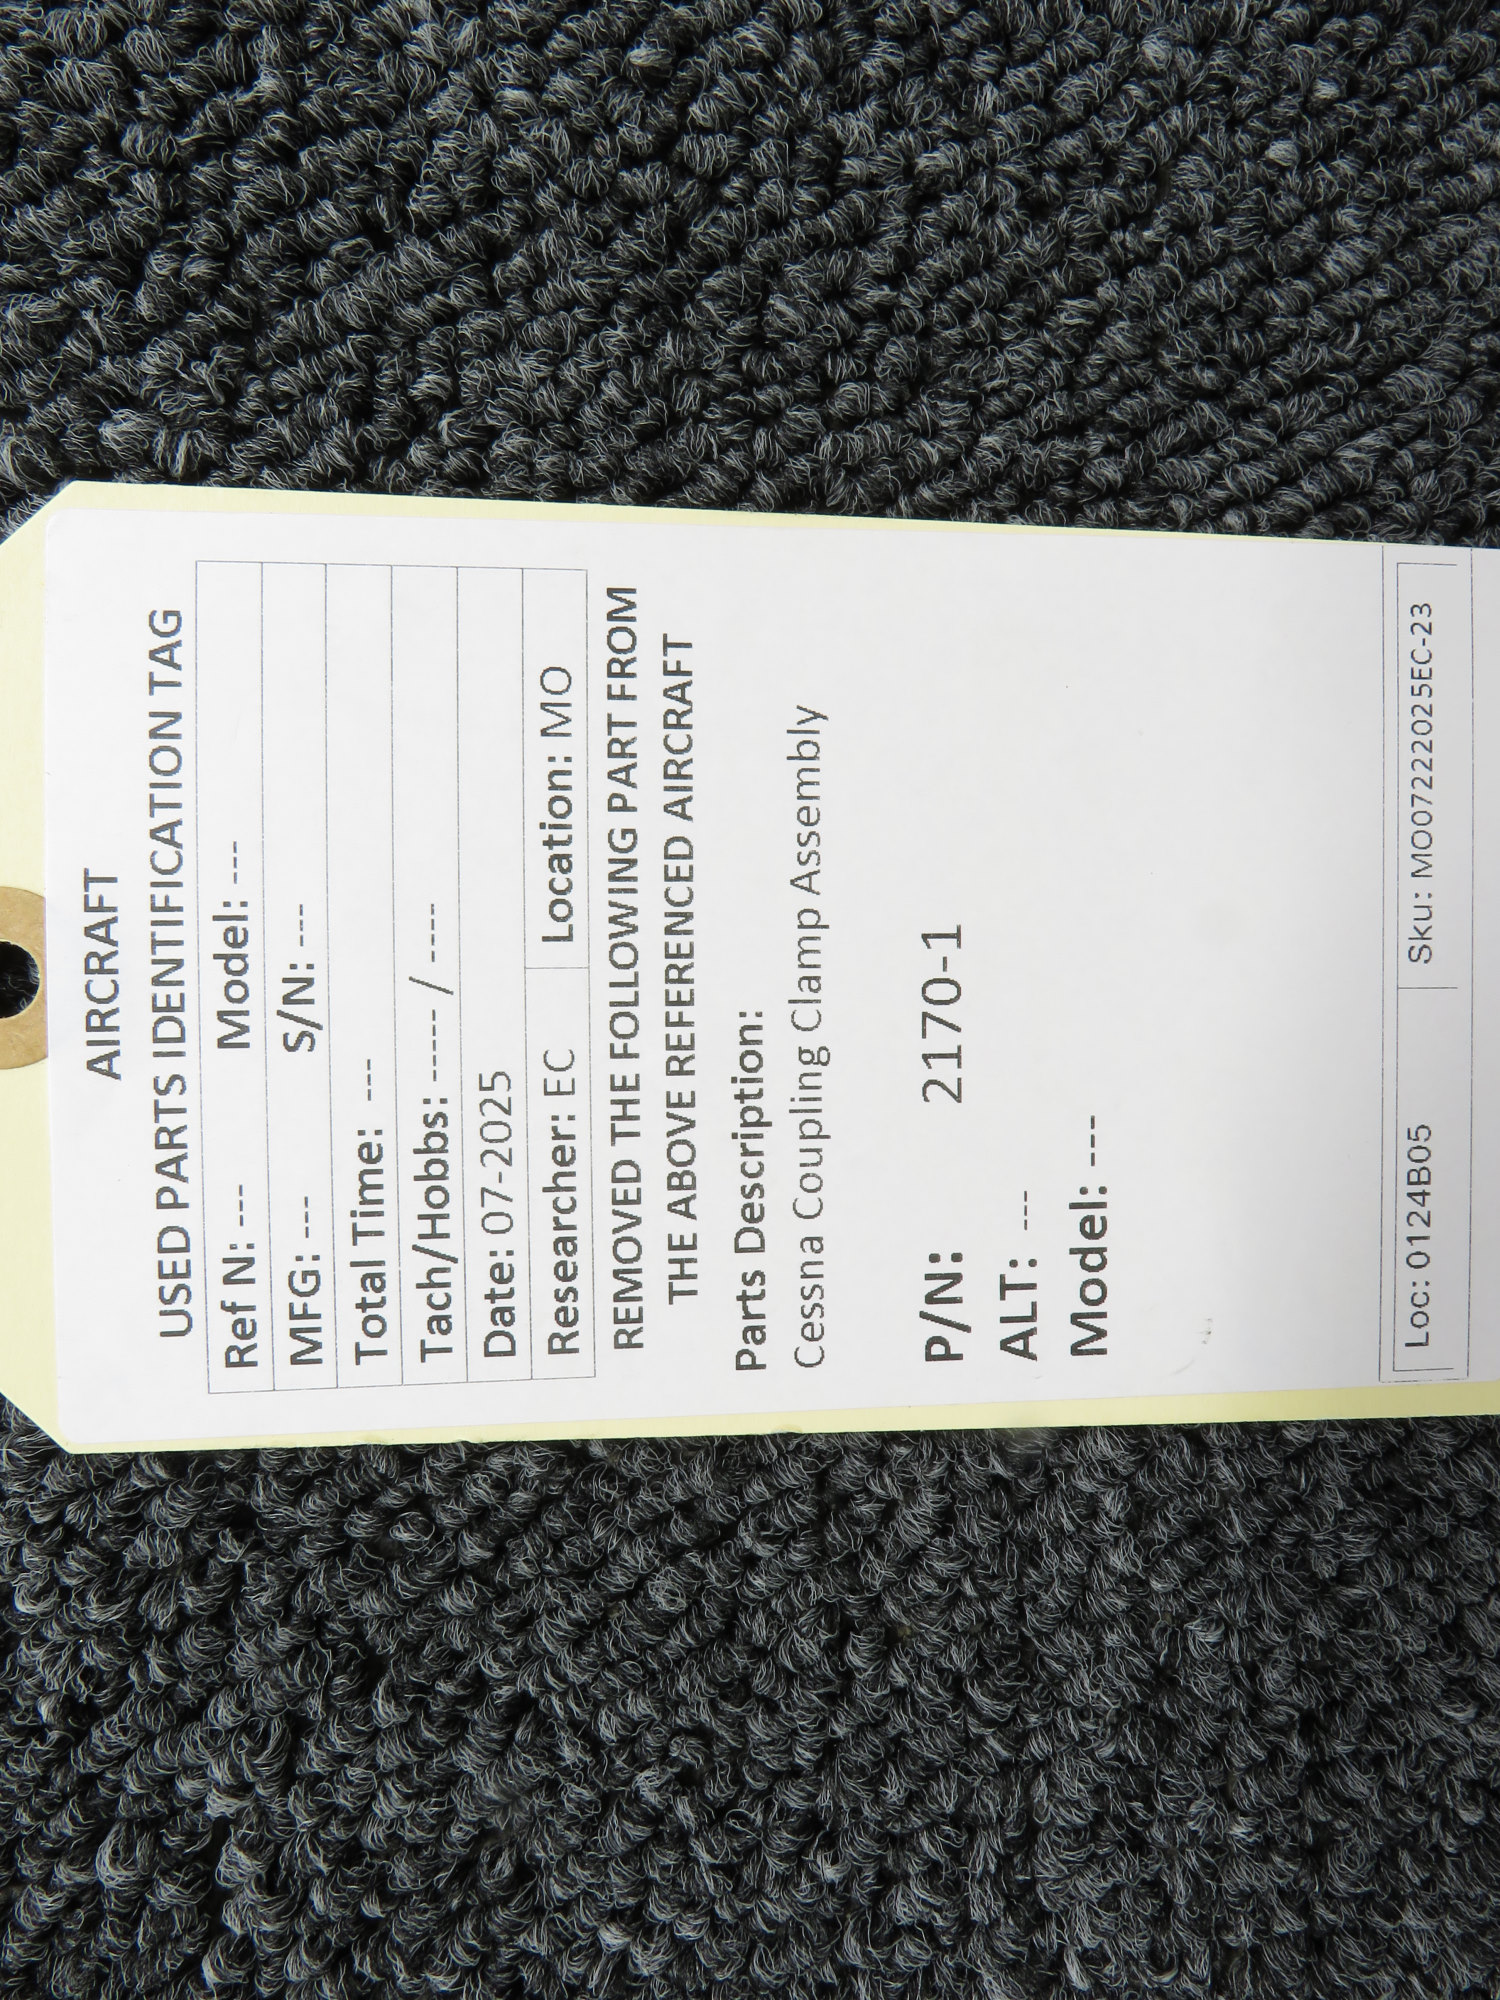 AIRCRAFT
USED PARTS IDENTIFICATION TAG
Ref N: --- Model: ---
MFG: --- S/N: ---
Total Time: ---
Tach/Hobbs: ----- / ----
Date: 07-2025
Researcher: EC Location: MO
REMOVED THE FOLLOWING PART FROM
THE ABOVE REFERENCED AIRCRAFT
Parts Description:
Cessna Coupling Clamp Assembly
P/N: 2170-1
ALT: ---
Model: ---
Loc: 0124B05 Sku: MO07222025EC-23